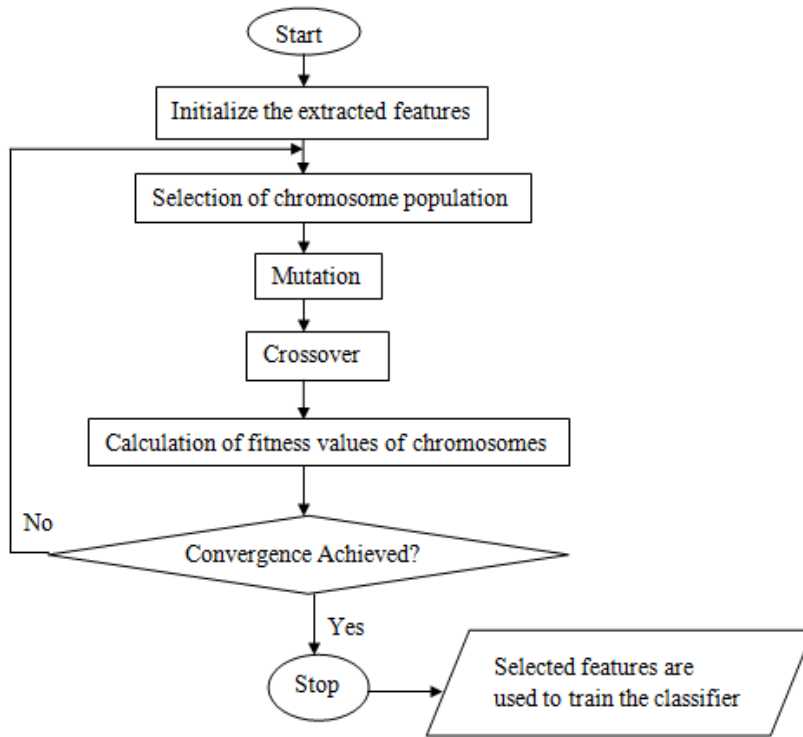 Start
Initialize the extracted features
Selection of chromosome population
Mutation
Crossover
Calculation of fitness values of chromosomes
No
Convergence Achieved?
Yes
Stop
Selected features are
used to train the classifier